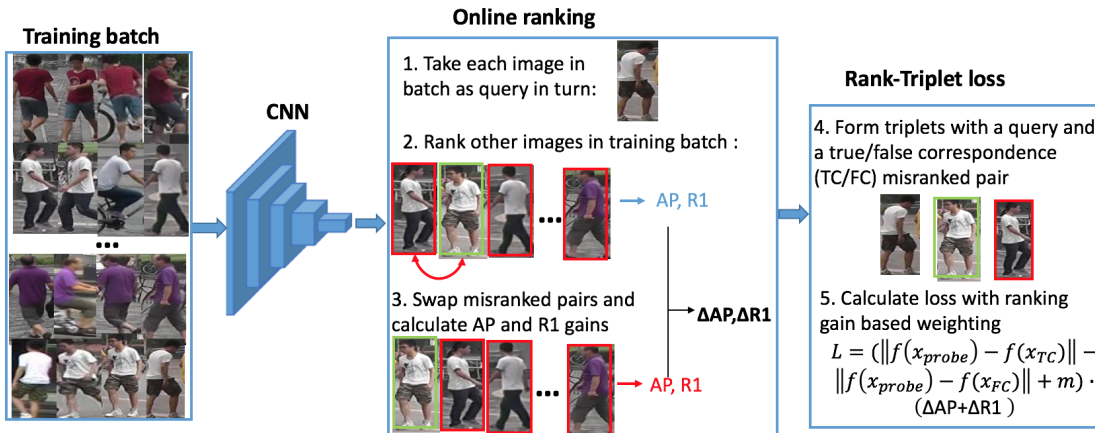 Training batch
...
CNN
Online ranking
1. Take each image in
batch as query in turn:
2. Rank other images in training batch :
...
AP, R1
3. Swap misranked pairs and
calculate AP and R1 gains
ΔAP,ΔR1
...
AP, R1
Rank-Triplet loss
4. Form triplets with a query and
a true/false correspondence
(TC/FC) misranked pair
5. Calculate loss with ranking
gain based weighting
L = (‖f(x_probe) − f(x_TC)‖ −
‖f(x_probe) − f(x_FC)‖ + m) ·
(ΔAP+ΔR1 )